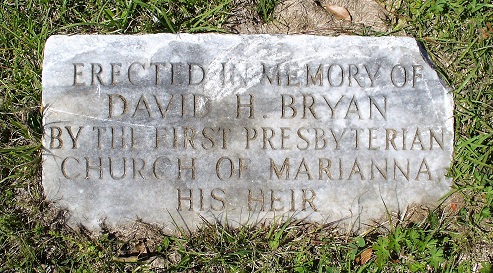 ERECTED IN MEMORY OF
DAVID H. BRYAN
BY THE FIRST PRESBYTERIAN
CHURCH OF MARIANNA
HIS HEIR